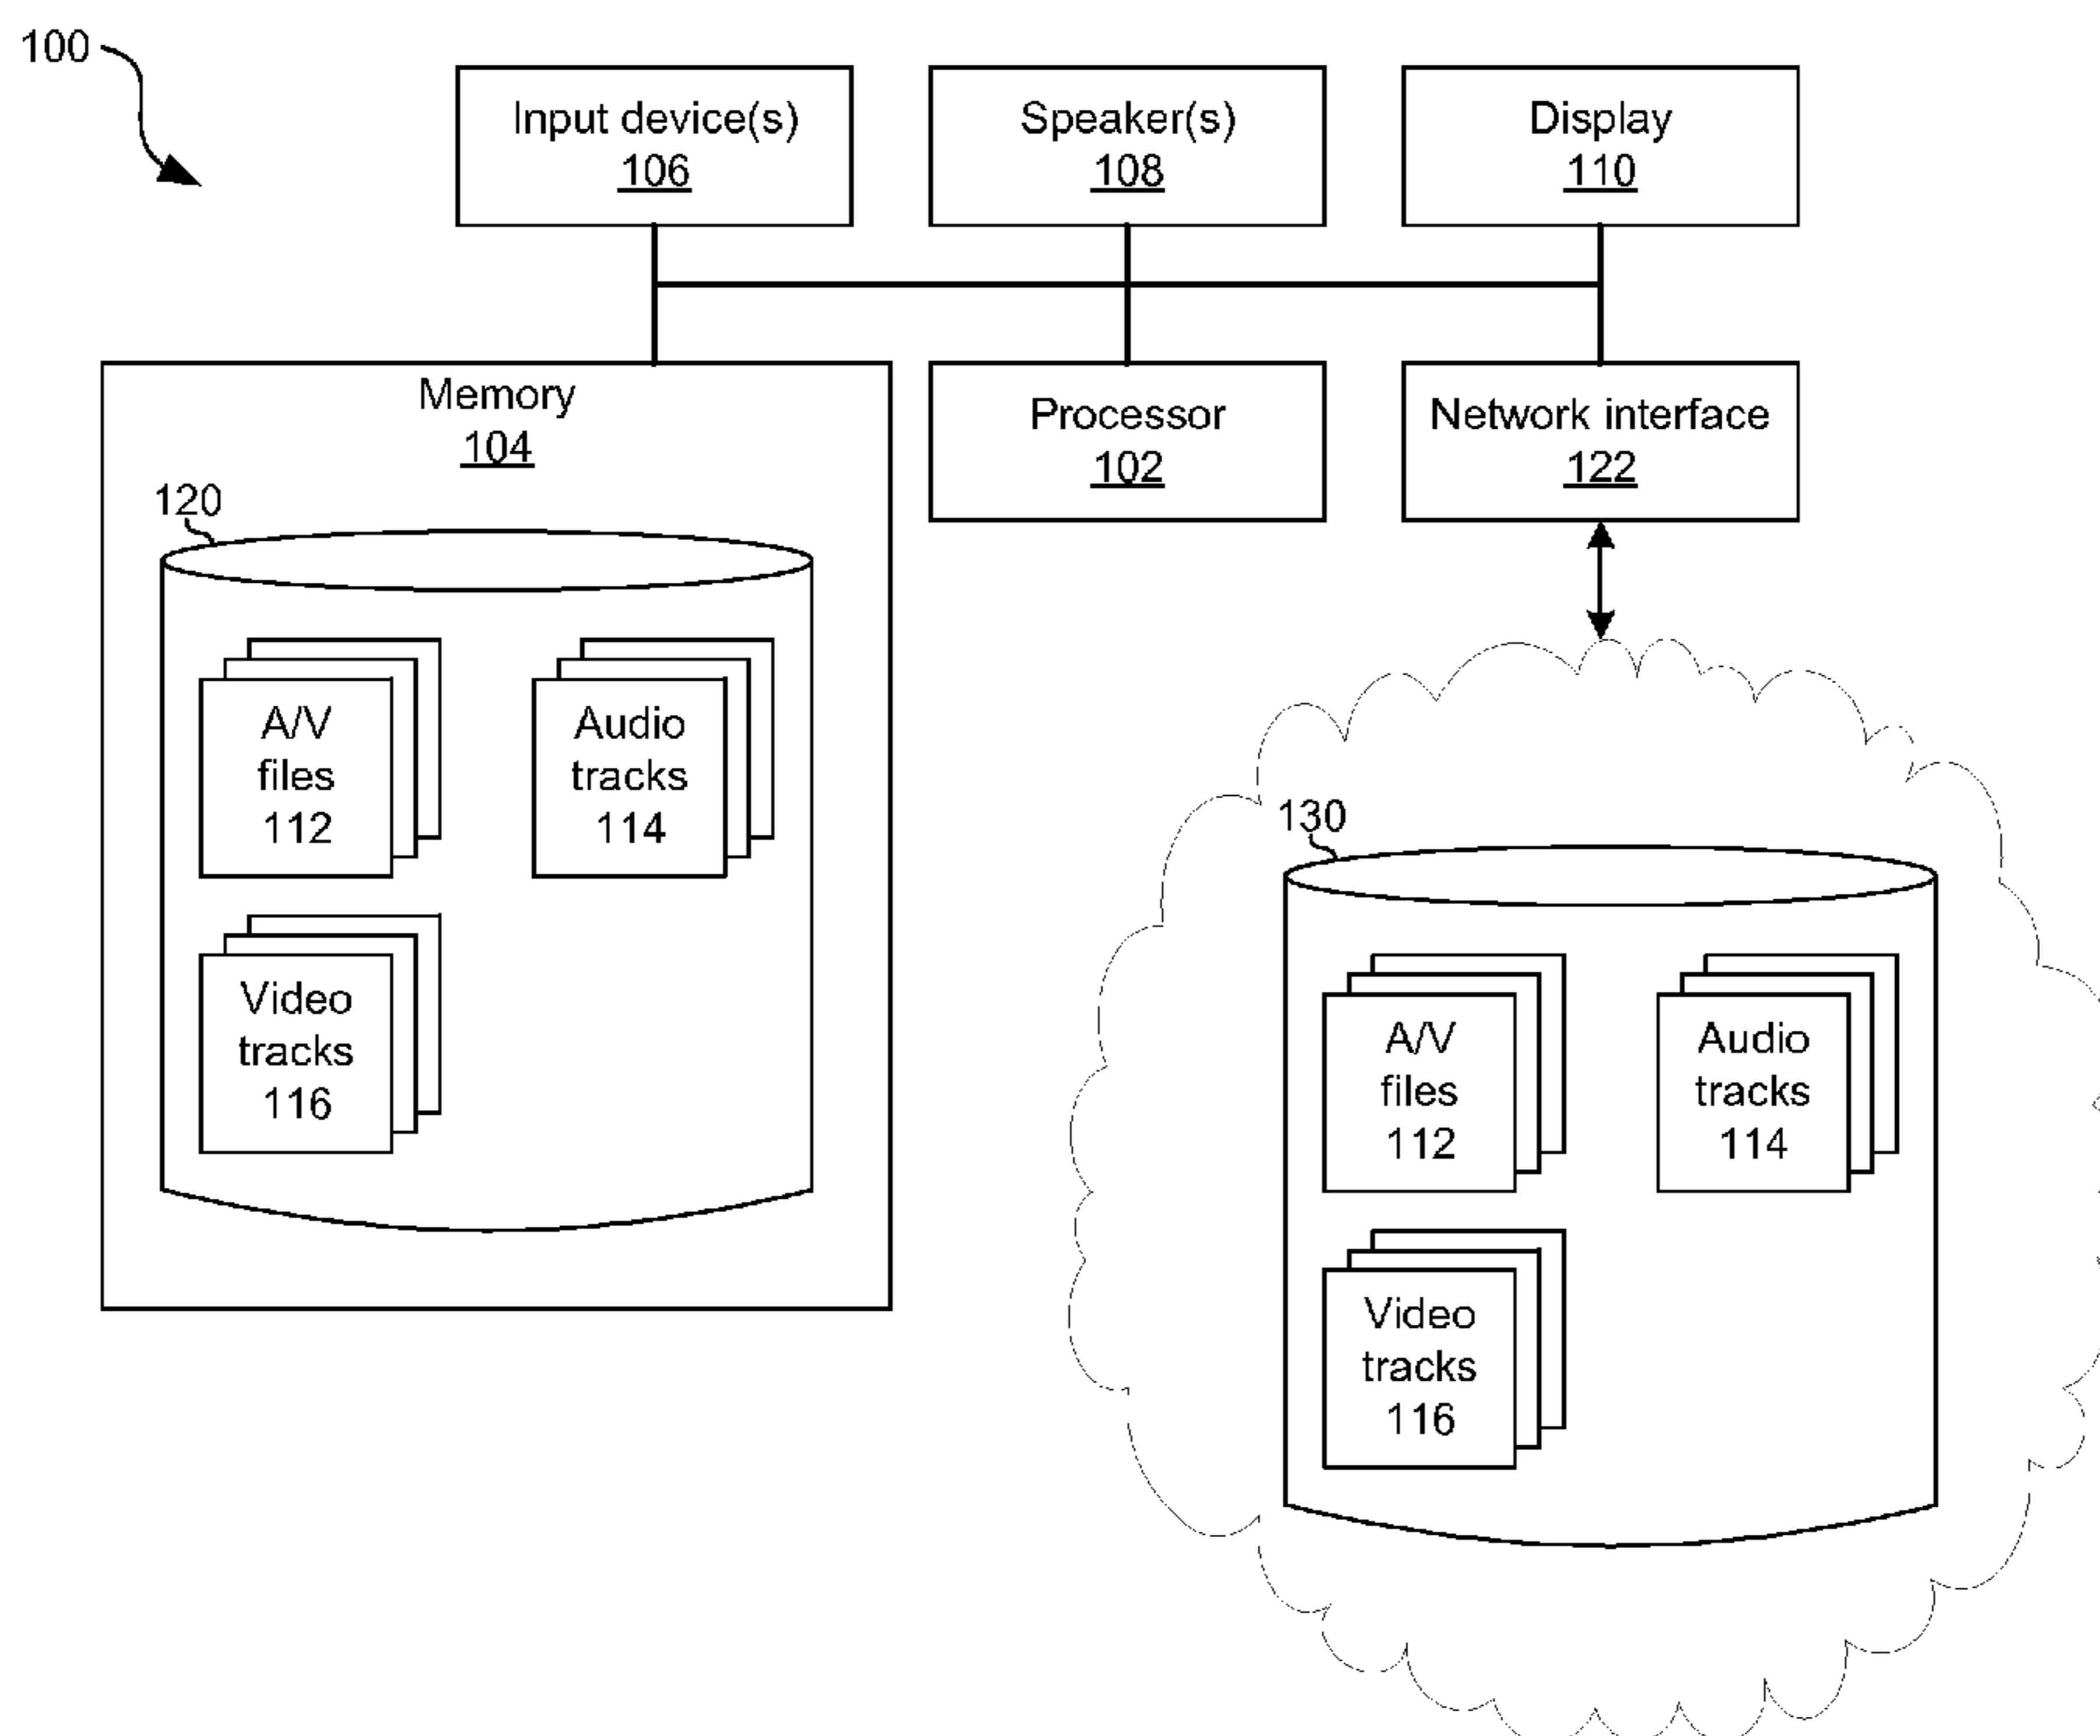 100
Input device(s)
106
Speaker(s)
108
Display
110
Memory
104
Processor
102
Network interface
122
120
A/V
files
112
Audio
tracks
114
Video
tracks
116
130
A/V
files
112
Audio
tracks
114
Video
tracks
116